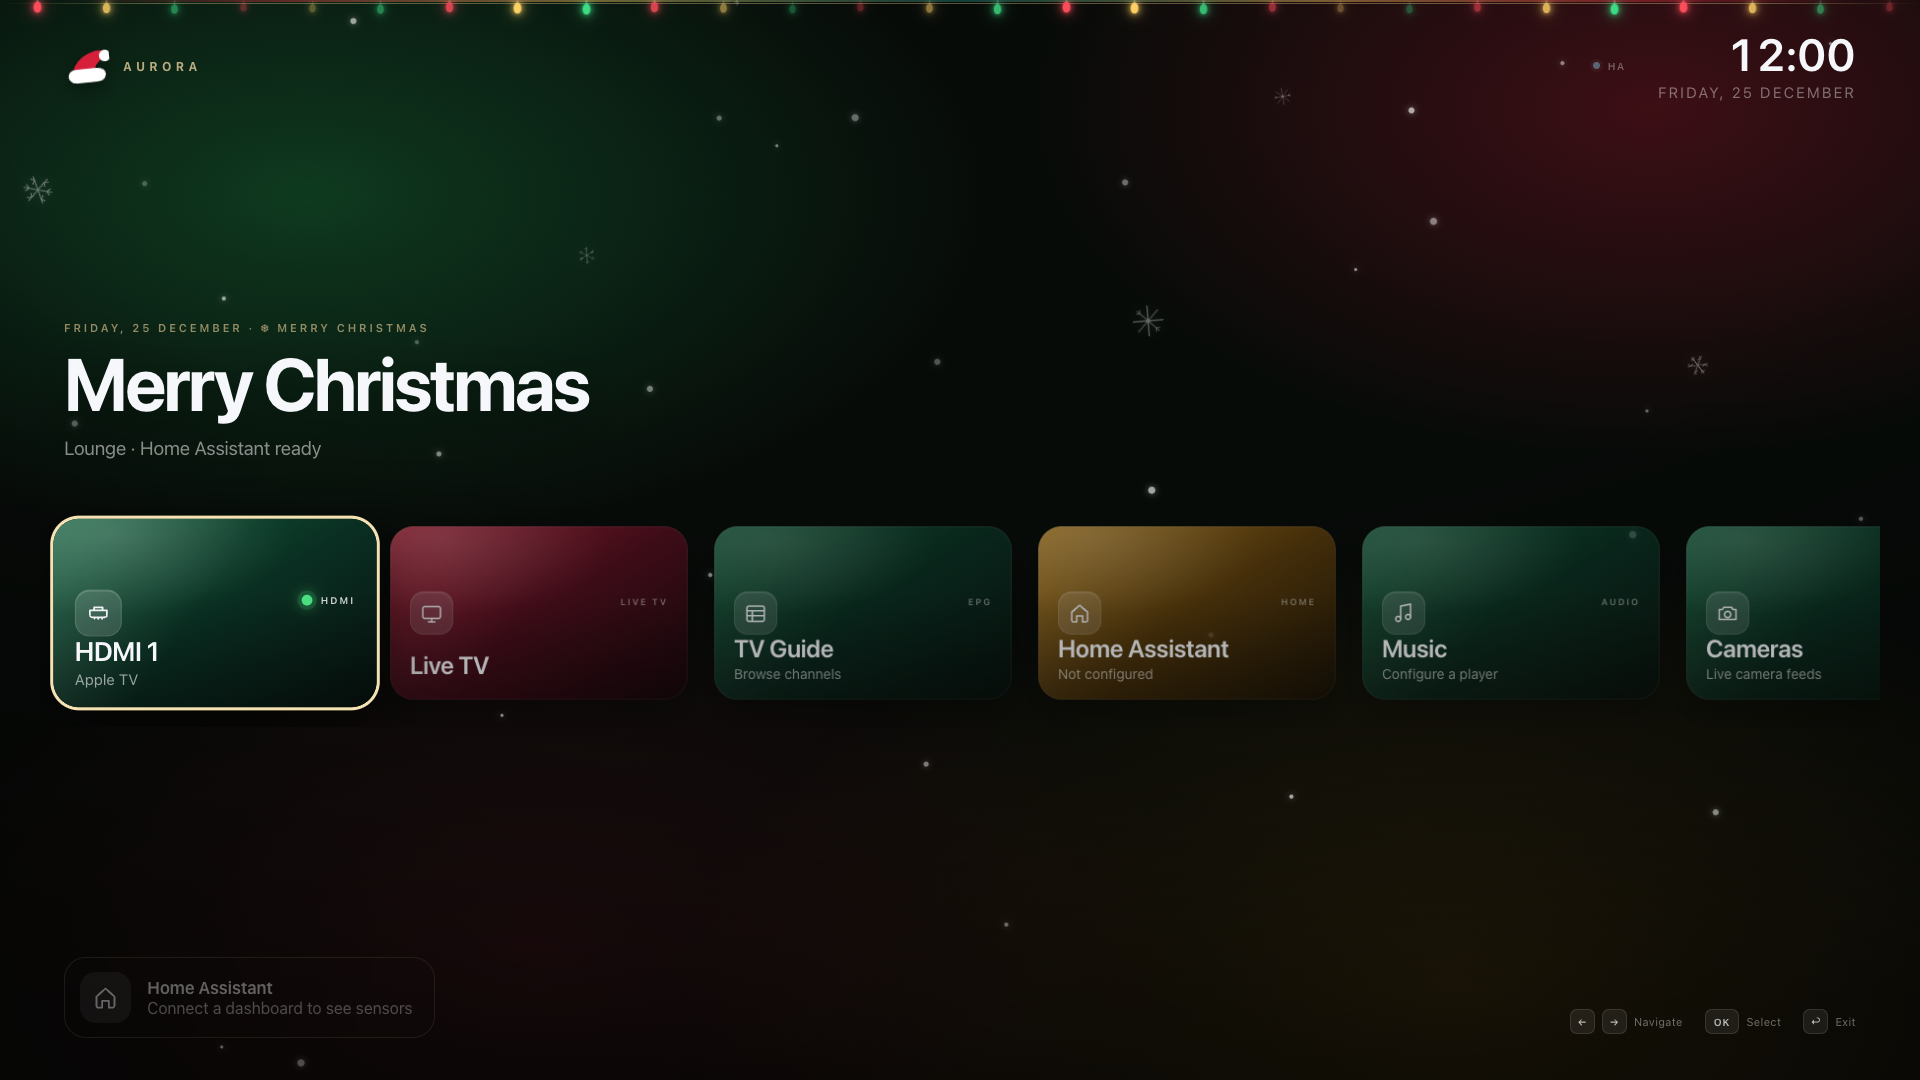 AURORA
HA
12:00
FRIDAY, 25 DECEMBER
FRIDAY, 25 DECEMBER · ❄ MERRY CHRISTMAS
Merry Christmas
Lounge · Home Assistant ready
HDMI
HDMI 1
Apple TV
LIVE TV
Live TV
EPG
TV Guide
Browse channels
HOME
Home Assistant
Not configured
AUDIO
Music
Configure a player
Cameras
Live camera feeds
Home Assistant
Connect a dashboard to see sensors
← → Navigate OK Select ↩ Exit